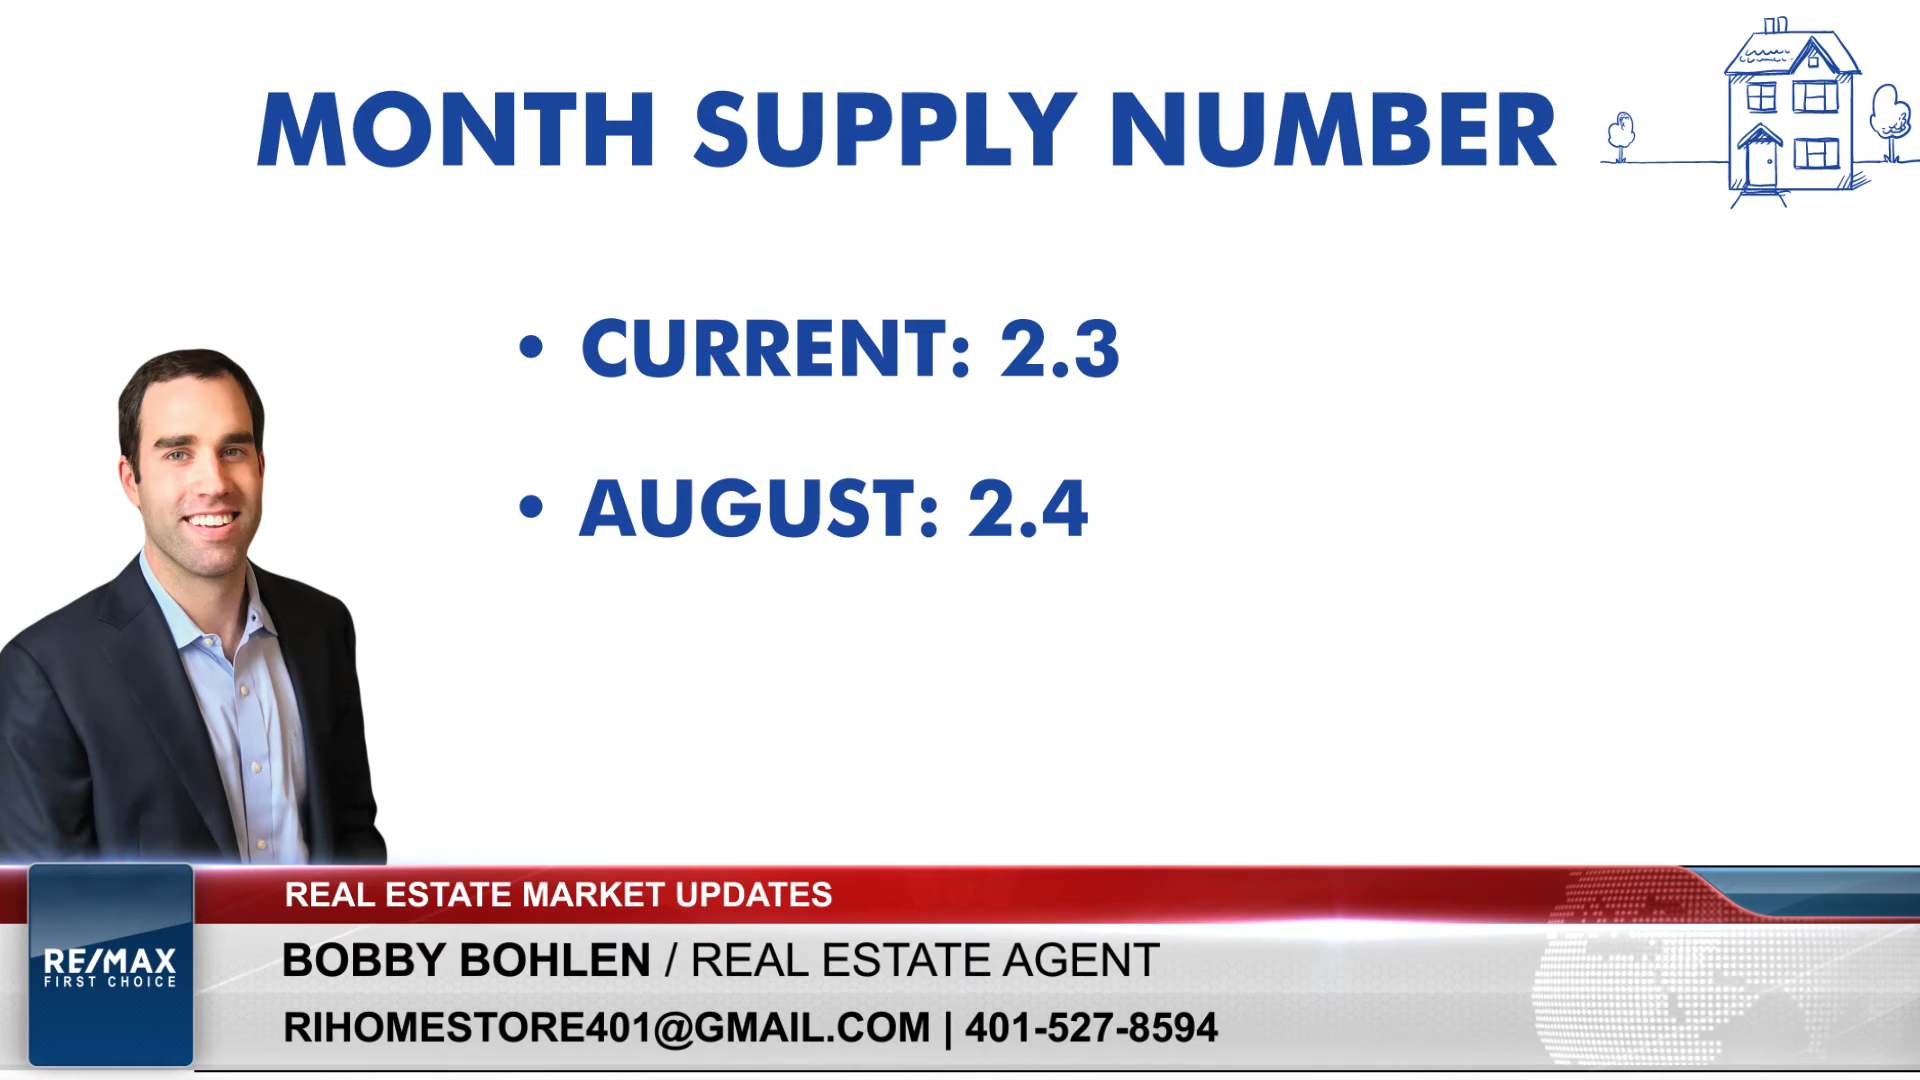 MONTH SUPPLY NUMBER
• CURRENT: 2.3
• AUGUST: 2.4
REAL ESTATE MARKET UPDATES
BOBBY BOHLEN / REAL ESTATE AGENT
RE/MAX
FIRST CHOICE
RIHOMESTORE401@GMAIL.COM | 401-527-8594